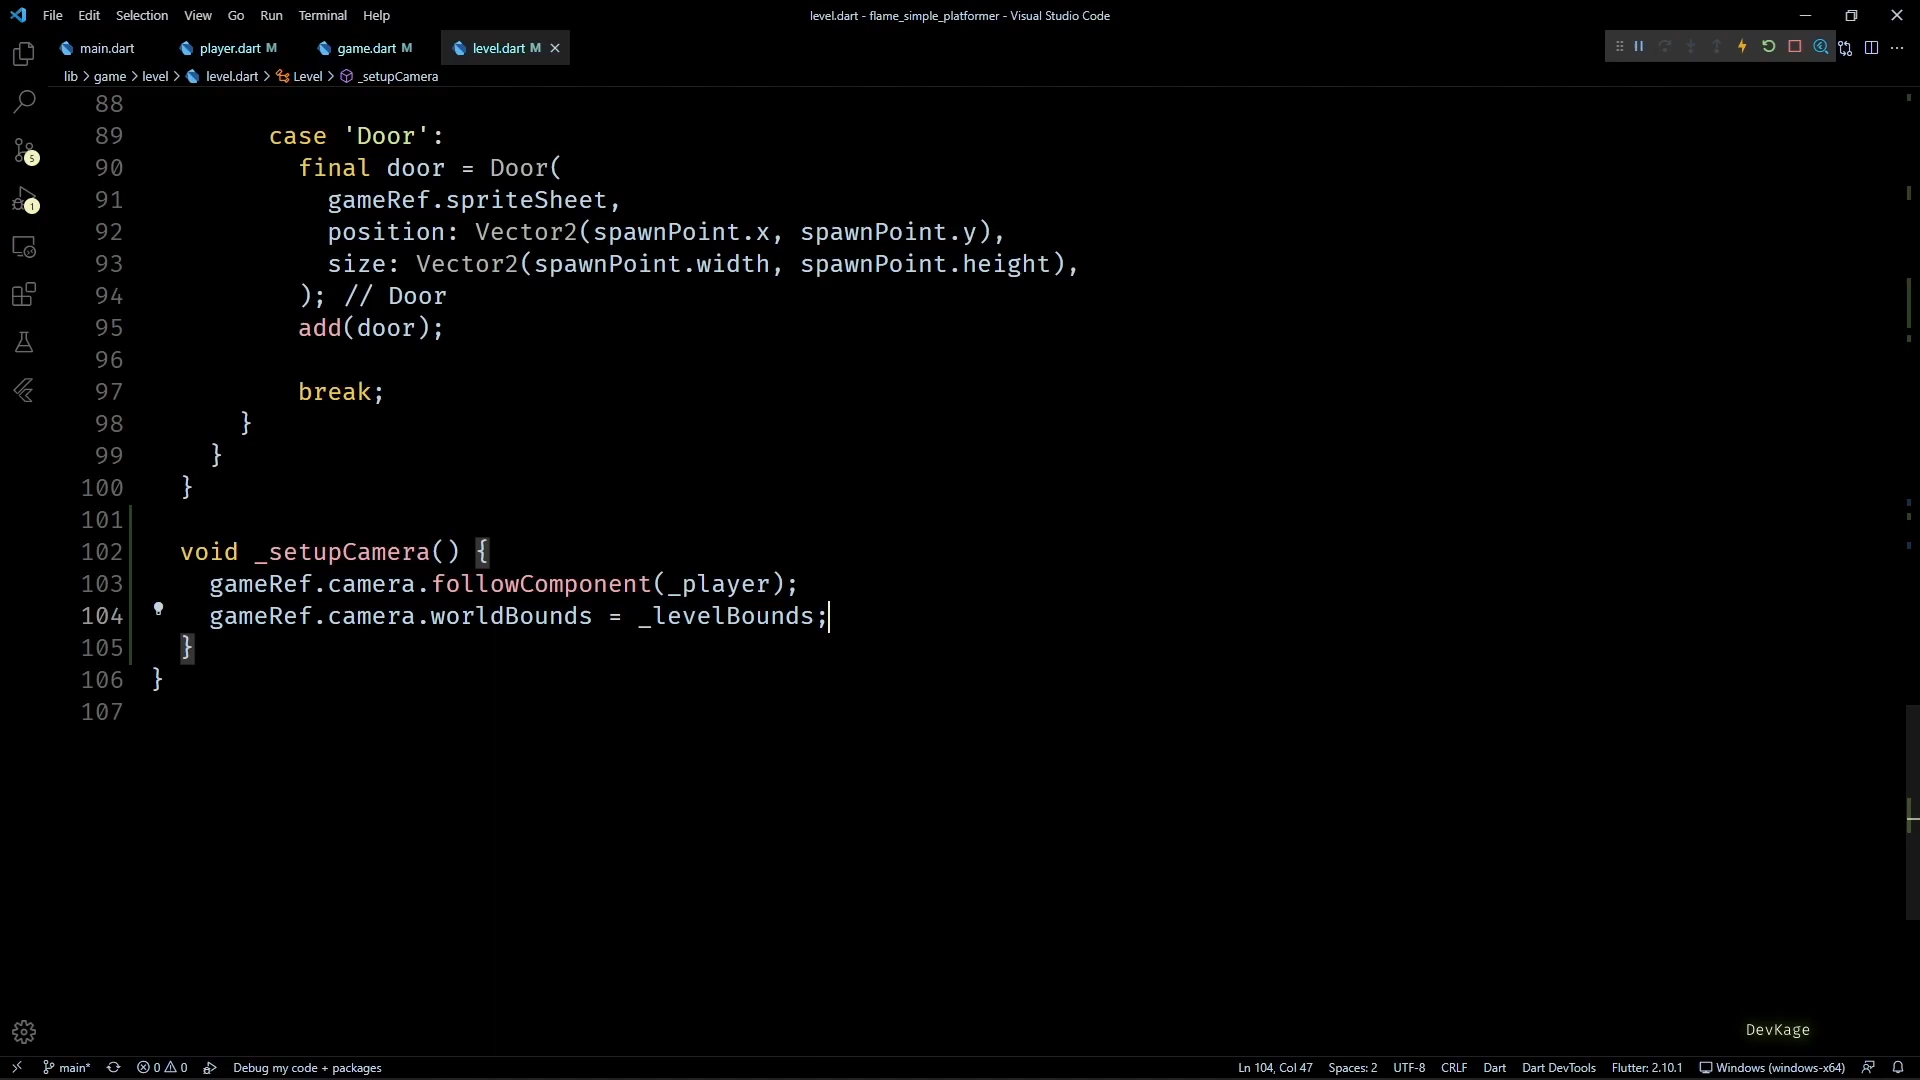 File Edit Selection View Go Run Terminal Help
level.dart - flame_simple_platformer - Visual Studio Code
main.dart player.dart M game.dart M level.dart M
lib > game > level > level.dart > Level > _setupCamera
88
89 case 'Door':
90 final door = Door(
91 gameRef.spriteSheet,
92 position: Vector2(spawnPoint.x, spawnPoint.y),
93 size: Vector2(spawnPoint.width, spawnPoint.height),
94 ); // Door
95 add(door);
96
97 break;
98 }
99 }
100 }
101
102 void _setupCamera() {
103 gameRef.camera.followComponent(_player);
104 gameRef.camera.worldBounds = _levelBounds;
105 }
106 }
107
5
1
DevKage
main* 0 0 Debug my code + packages Ln 104, Col 47 Spaces: 2 UTF-8 CRLF Dart Dart DevTools Flutter: 2.10.1 Windows (windows-x64)